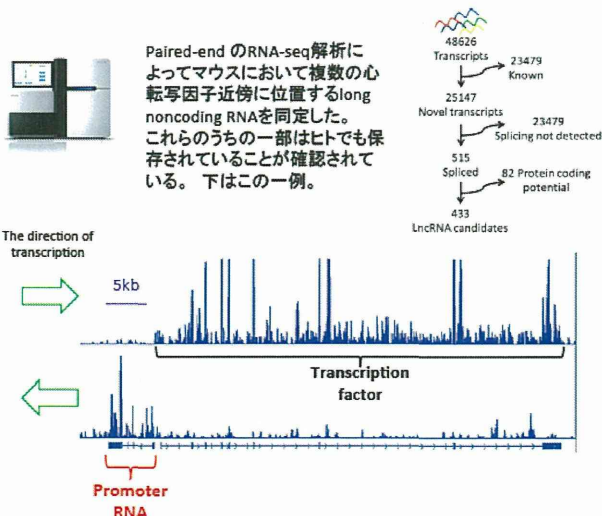 Paired-end のRNA-seq解析に
よってマウスにおいて複数の心
転写因子近傍に位置するlong
noncoding RNAを同定した。
これらのうちの一部はヒトでも保
存されていることが確認されて
いる。 下はこの一例。
48626
Transcripts
23479
Known
25147
Novel transcripts
23479
Splicing not detected
515
Spliced
82 Protein coding
potential
433
LncRNA candidates
The direction of
transcription
5kb
Transcription
factor
Promoter
RNA